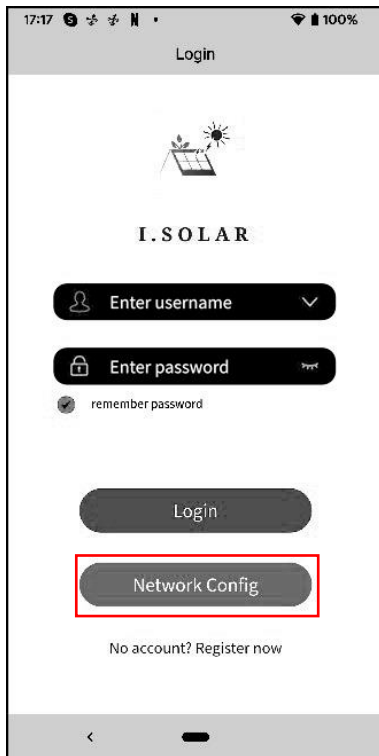 17:17 100%
Login
I.SOLAR
Enter username
Enter password
remember password
Login
Network Config
No account? Register now